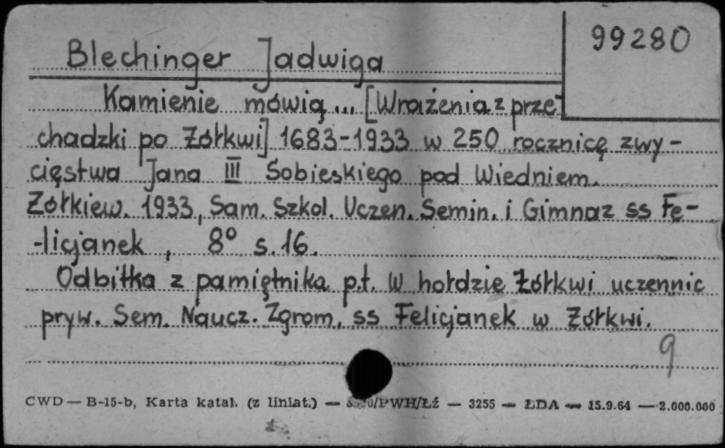 99280
Blechinger Jadwiga
Kamienie mówią... [Wrażenia z prze-
chadzki po Żółkwi] 1683-1933 w 250 rocznicę zwy-
cięstwa Jana III Sobieskiego pod Wiedniem.
Żółkiew. 1933, Sam. Szkol. Uczen. Semin. i Gimnaz ss Fe-
-licjanek, 8° s. 16.
Odbitka z pamiętnika p.t. W hołdzie Żółkwi uczennic
pryw. Sem. Naucz. Zgrom. ss Felicjanek w Żółkwi.
9
CWD — B-15-b, Karta katal. (z liniat.) — /PWH/Łż — 3255 — ŁDA — 15.9.64 — 2.000.000